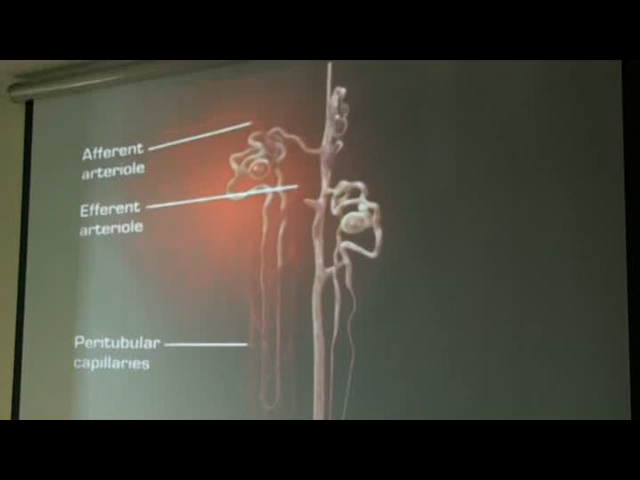 Afferent
arteriole
Efferent
arteriole
Peritubular
capillaries